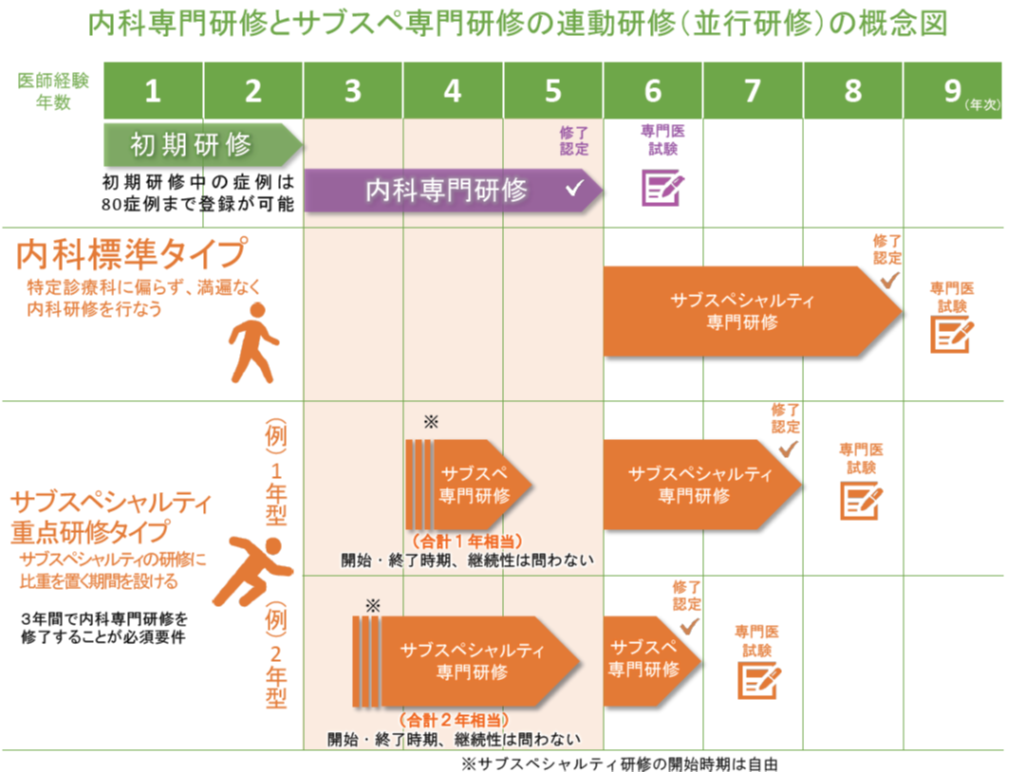 内科専門研修とサブスペ専門研修の連動研修（並行研修）の概念図
医師経験
年数
1 2 3 4 5 6 7 8 9 (年次)
初期研修
初期研修中の症例は
80症例まで登録が可能
内科専門研修
修了
認定
専門医
試験
内科標準タイプ
特定診療科に偏らず、満遍なく
内科研修を行なう
サブスペシャルティ
専門研修
修了
認定
専門医
試験
サブスペシャルティ
重点研修タイプ
サブスペシャルティの研修に
比重を置く期間を設ける
3年間で内科専門研修を
修了することが必須要件
（例）1年型
※
サブスペ
専門研修
（合計１年相当）
開始・終了時期、継続性は問わない
サブスペシャルティ
専門研修
修了
認定
専門医
試験
（例）2年型
※
サブスペシャルティ
専門研修
（合計２年相当）
開始・終了時期、継続性は問わない
サブスペ
専門研修
修了
認定
専門医
試験
※サブスペシャルティ研修の開始時期は自由